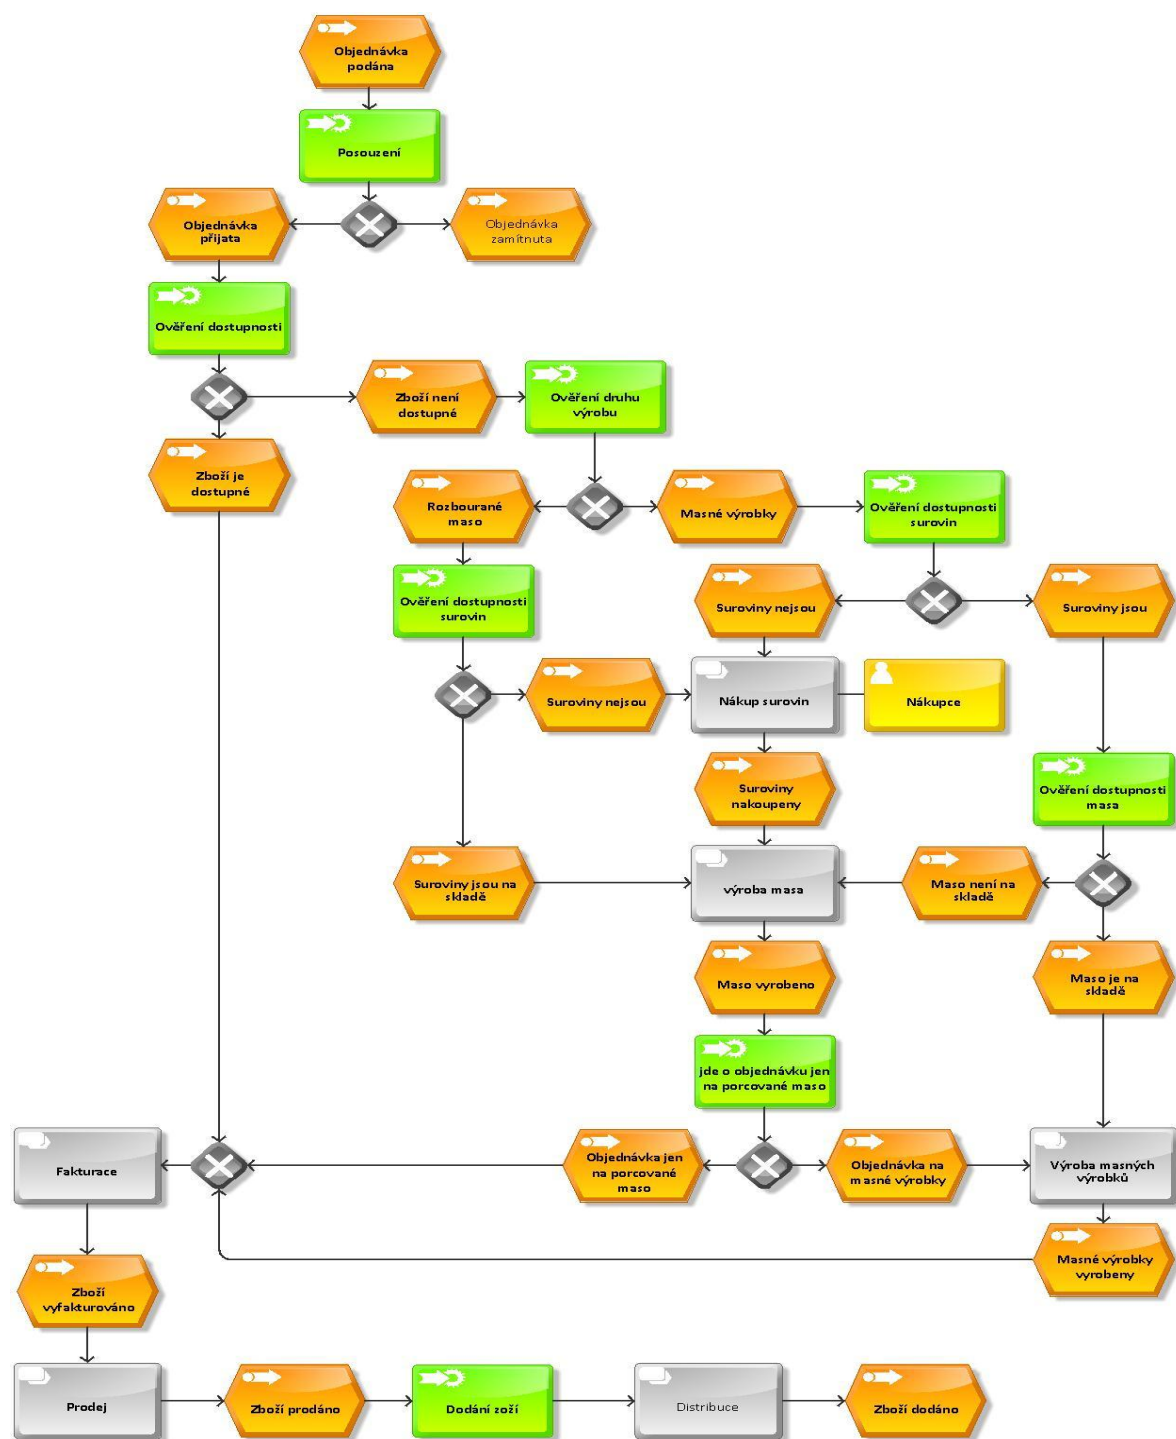 Objednávka
podána
Posouzení
Objednávka
přijata
Objednávka
zamítnuta
Ověření dostupnosti
Zboží není
dostupné
Ověření druhu
výrobu
Zboží je
dostupné
Rozbourané
maso
Masné výrobky
Ověření dostupnosti
surovin
Ověření dostupnosti
surovin
Suroviny nejsou
Suroviny jsou
Suroviny nejsou
Nákup surovin
Nákupce
Suroviny
nakoupeny
Ověření dostupnosti
masa
Suroviny jsou na
skladě
výroba masa
Maso není na
skladě
Maso vyrobeno
Maso je na
skladě
jde o objednávku jen
na porcované maso
Fakturace
Objednávka jen
na porcované
maso
Objednávka na
masné výrobky
Výroba masných
výrobků
Masné výrobky
vyrobeny
Zboží
vyfakturováno
Prodej
Zboží prodáno
Dodání zoží
Distribuce
Zboží dodáno